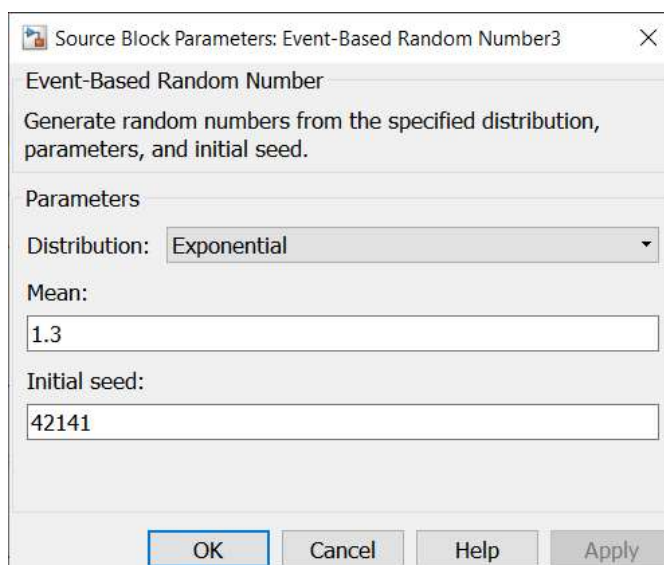 Source Block Parameters: Event-Based Random Number3
Event-Based Random Number
Generate random numbers from the specified distribution,
parameters, and initial seed.
Parameters
Distribution: Exponential
Mean:
1.3
Initial seed:
42141
OK Cancel Help Apply